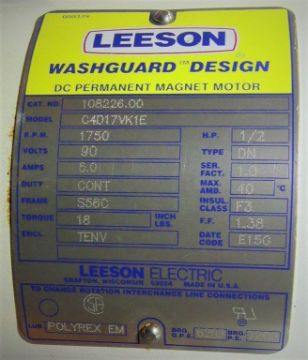 LEESON
WASHGUARD™ DESIGN
DC PERMANENT MAGNET MOTOR
CAT. NO. 108226.00
MODEL C4D17VK1E
R.P.M. 1750 H.P. 1/2
VOLTS 90 TYPE DN
AMPS 5.0 SER. FACT. 1.0
DUTY CONT MAX. AMB. 40 °C
FRAME S56C INSUL. CLASS F3
TORQUE 18 INCH LBS. F.F. 1.38
ENCL TENV DATE CODE E15G
LEESON ELECTRIC
GRAFTON, WISCONSIN 53024 MADE IN U.S.A.
TO CHANGE ROTATION INTERCHANGE LINE CONNECTIONS
LUB. POLYREX EM BRG. O.P.E. BRG. P.E.